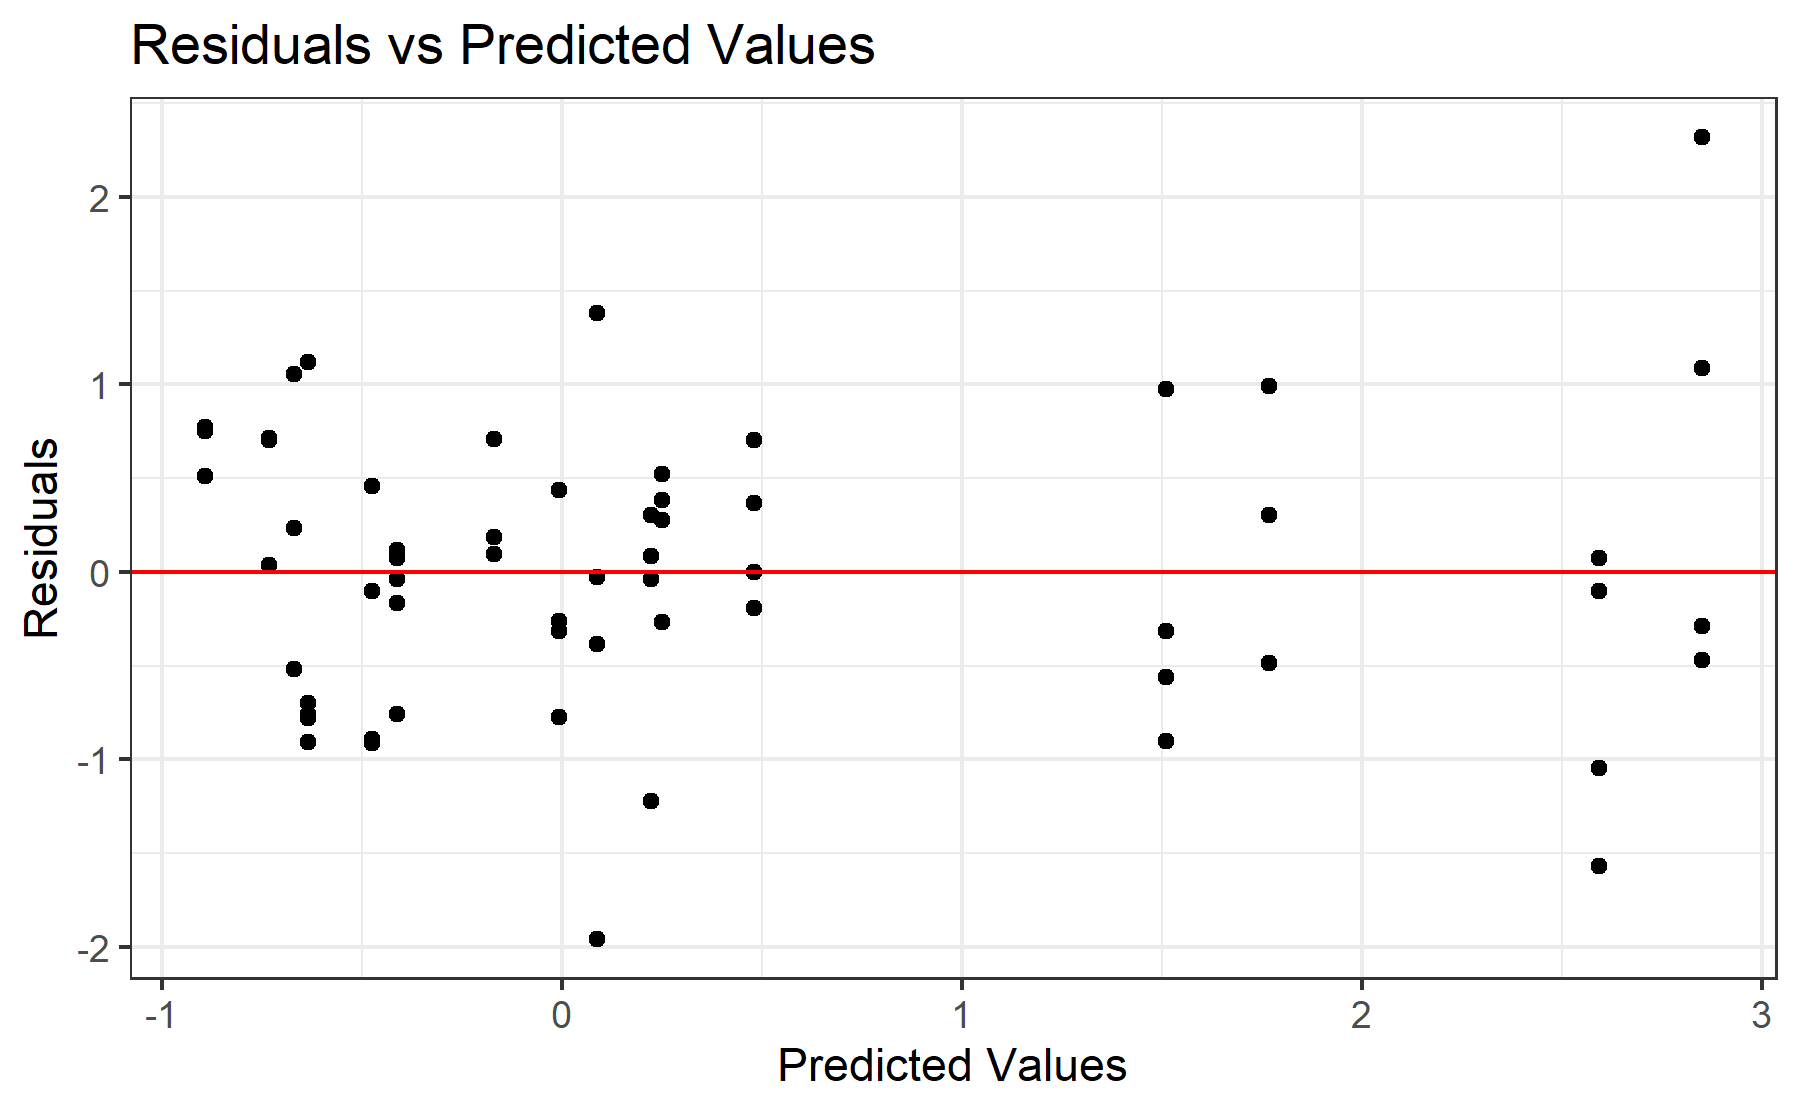 Residuals vs Predicted Values
2
1
0
-1
-2
Residuals
-1 0 1 2 3
Predicted Values